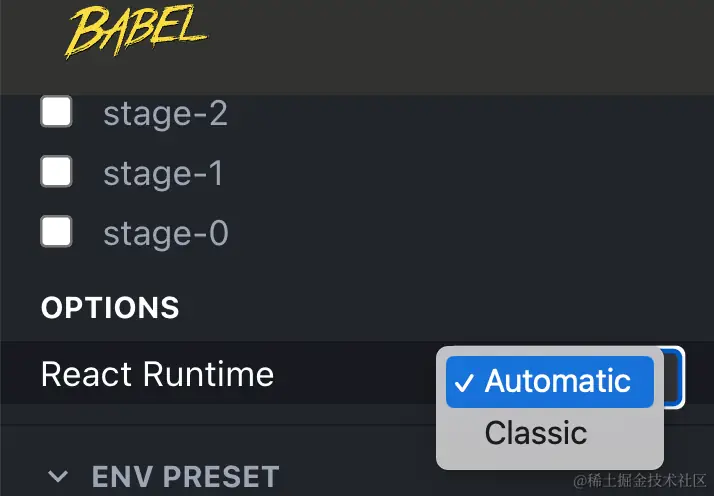 BABEL
stage-2
stage-1
stage-0
OPTIONS
React Runtime
✓ Automatic
Classic
ENV PRESET
@稀土掘金技术社区